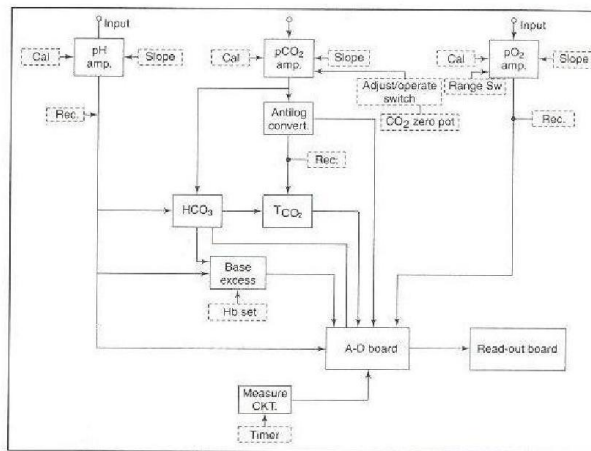 Input
Input
Cal
pH
amp.
Slope
Cal
pCO₂
amp.
Slope
Cal
pO₂
amp.
Slope
Adjust/operate
switch
Range Sw
Rec.
Antilog
convert.
CO₂ zero pot
Rec.
Rec.
HCO₃
TCO₂
Base
excess
Hb set
A-D board
Read-out board
Measure
CKT.
Timer